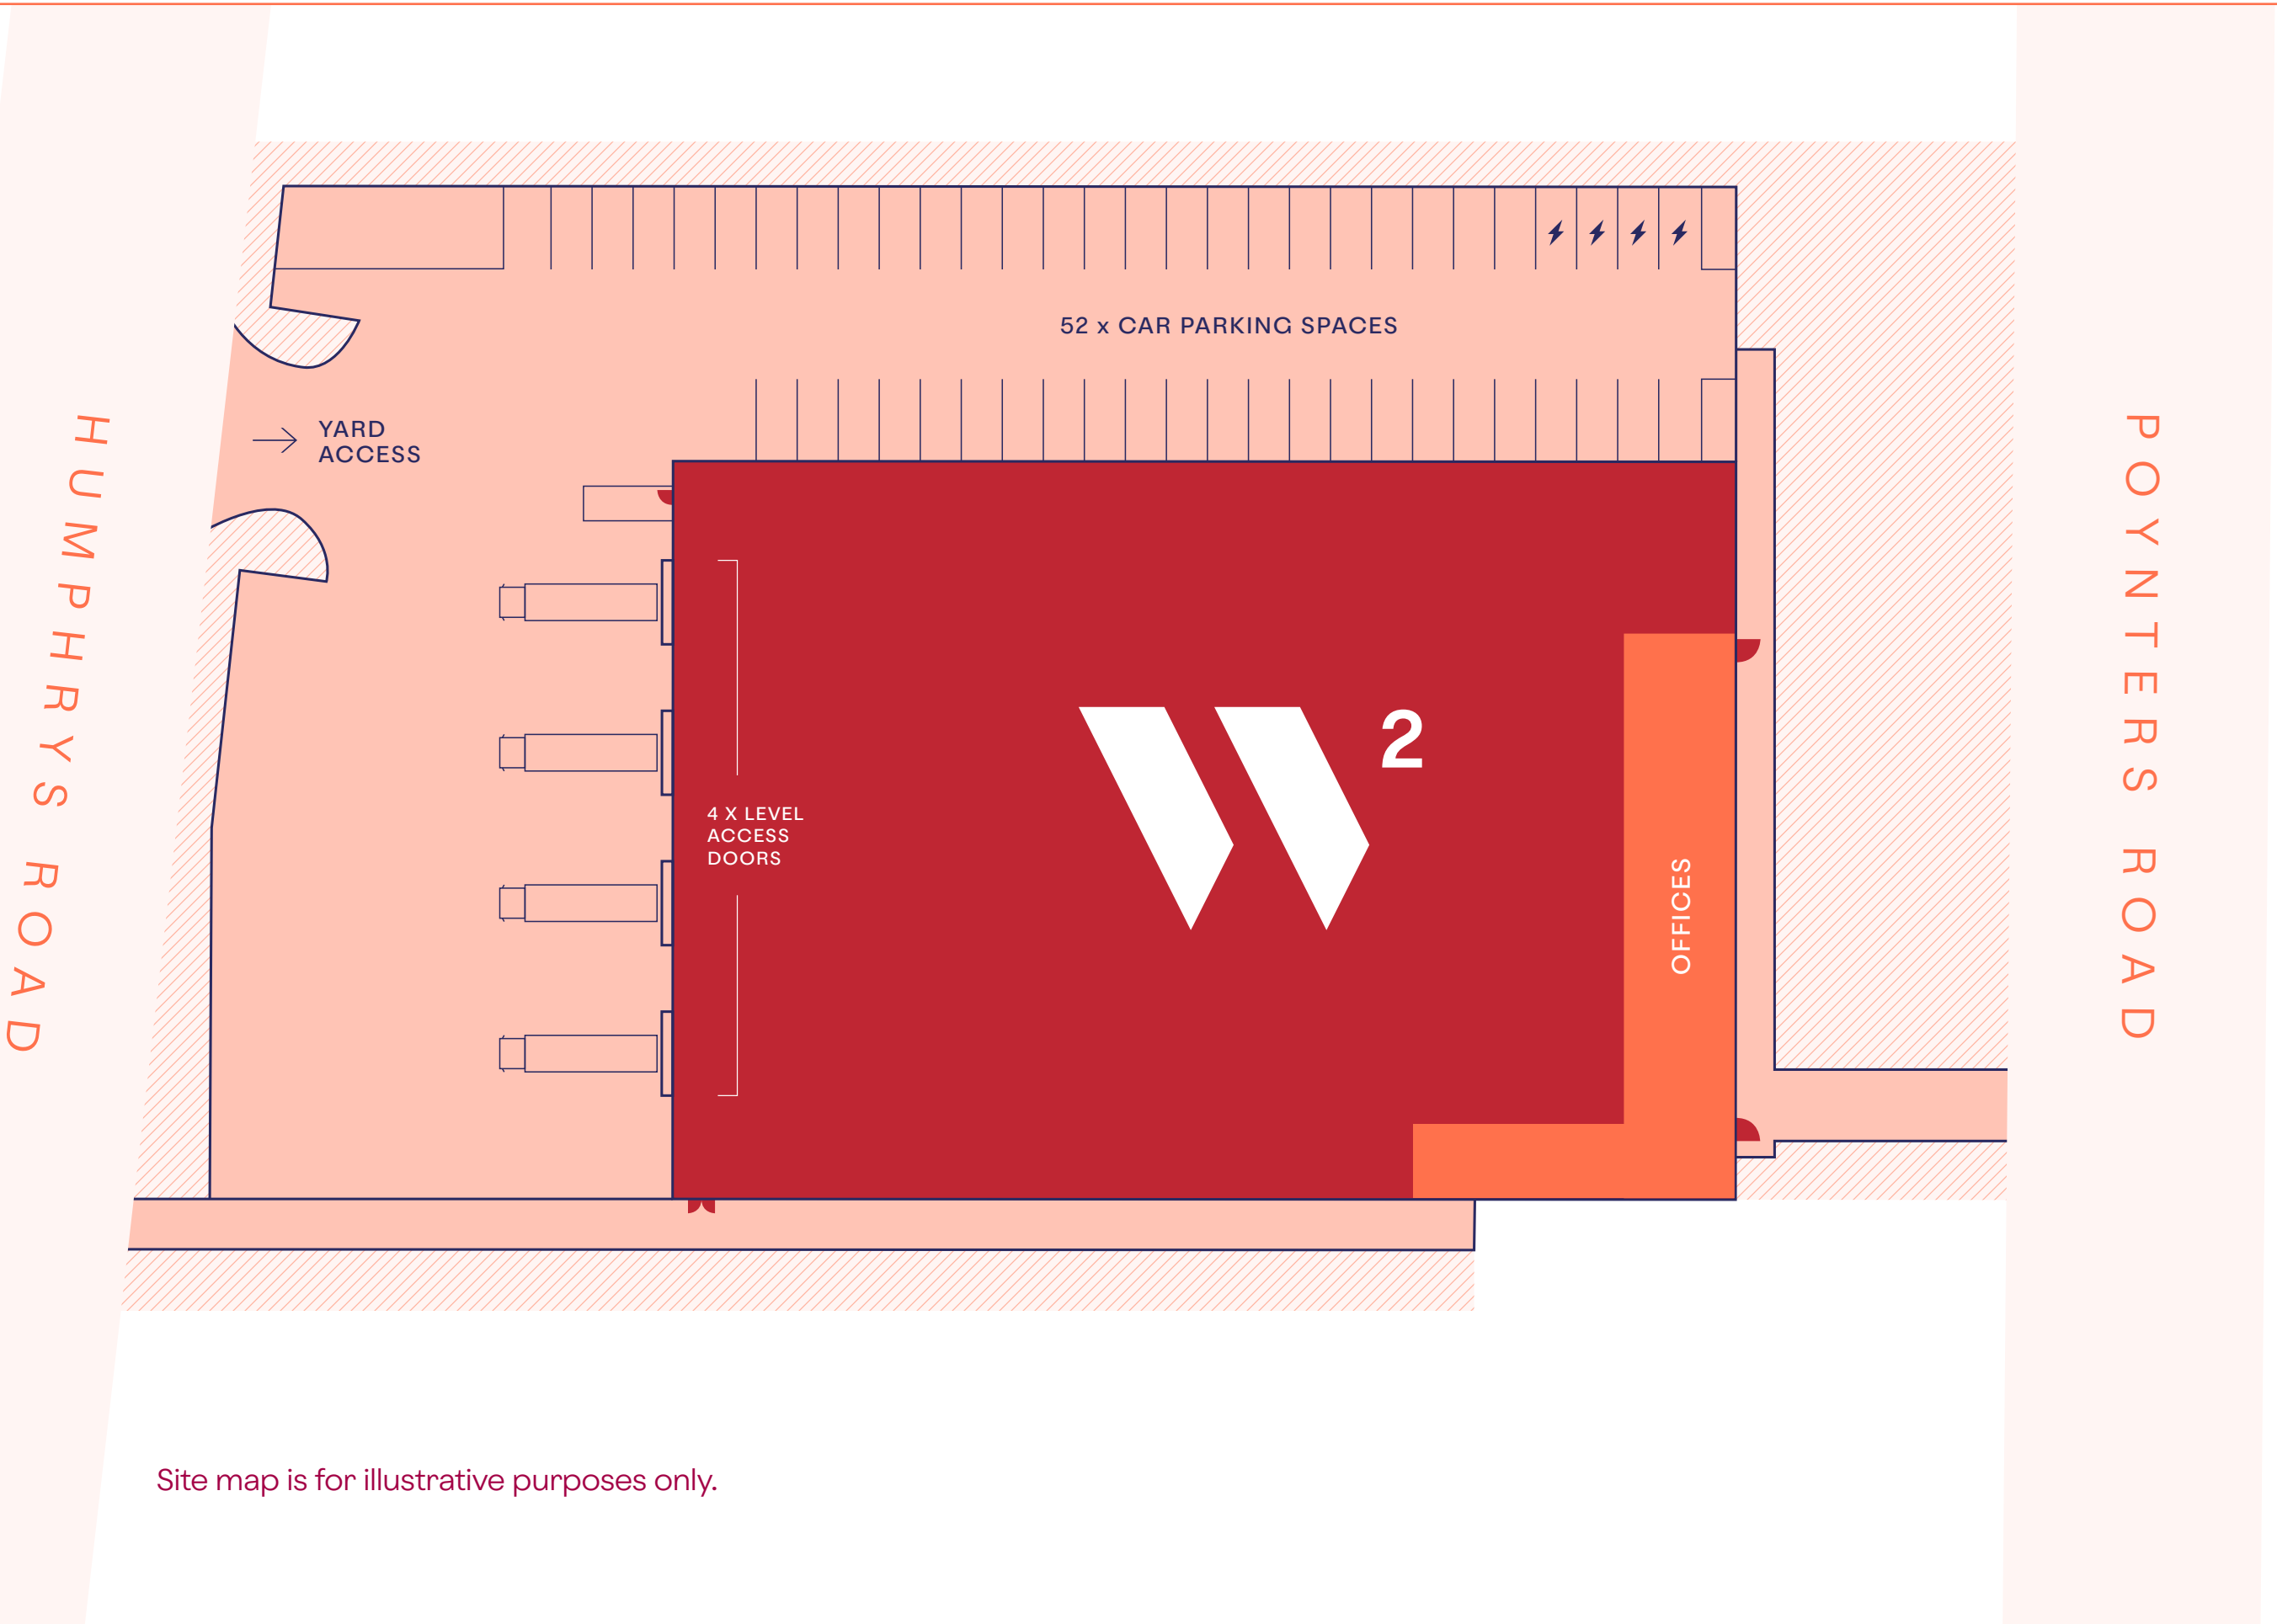 52 x CAR PARKING SPACES
YARD
ACCESS
HUMPHRYS ROAD
POYNTERS ROAD
2
4 X LEVEL
ACCESS
DOORS
OFFICES
Site map is for illustrative purposes only.